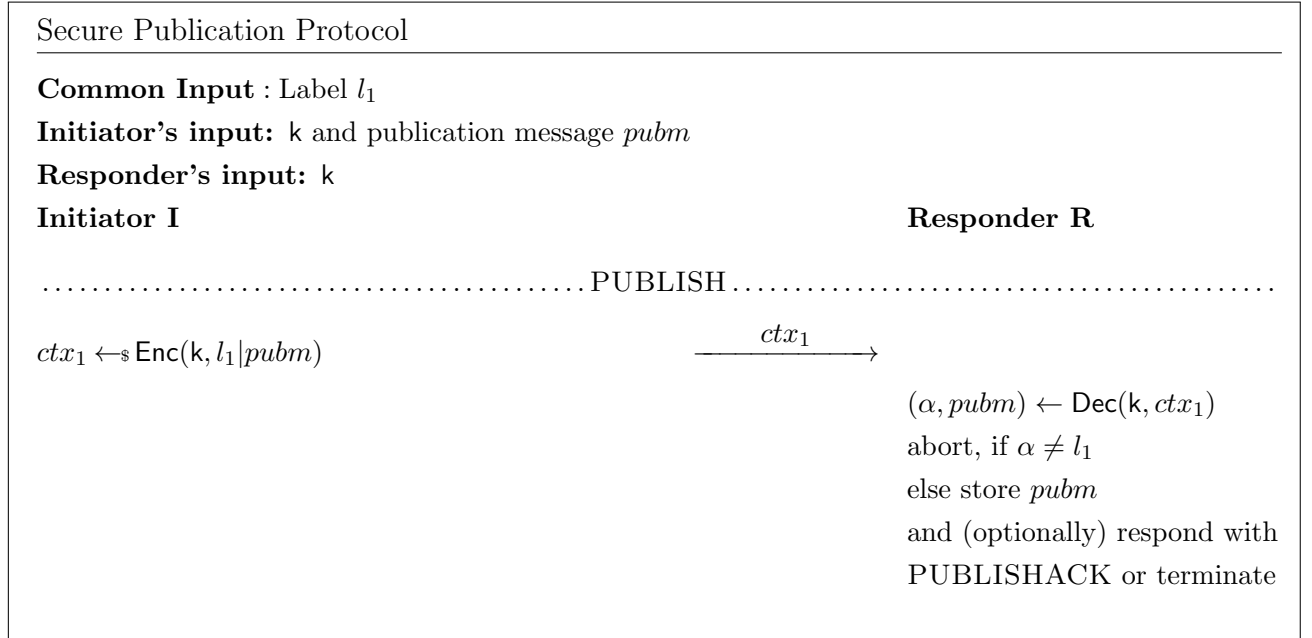 Secure Publication Protocol
Common Input : Label l₁
Initiator's input: k and publication message pubm
Responder's input: k
Initiator I Responder R
............................................PUBLISH............................................
ctx₁ ←$ Enc(k, l₁|pubm) ctx₁
(α, pubm) ← Dec(k, ctx₁)
abort, if α ≠ l₁
else store pubm
and (optionally) respond with
PUBLISHACK or terminate